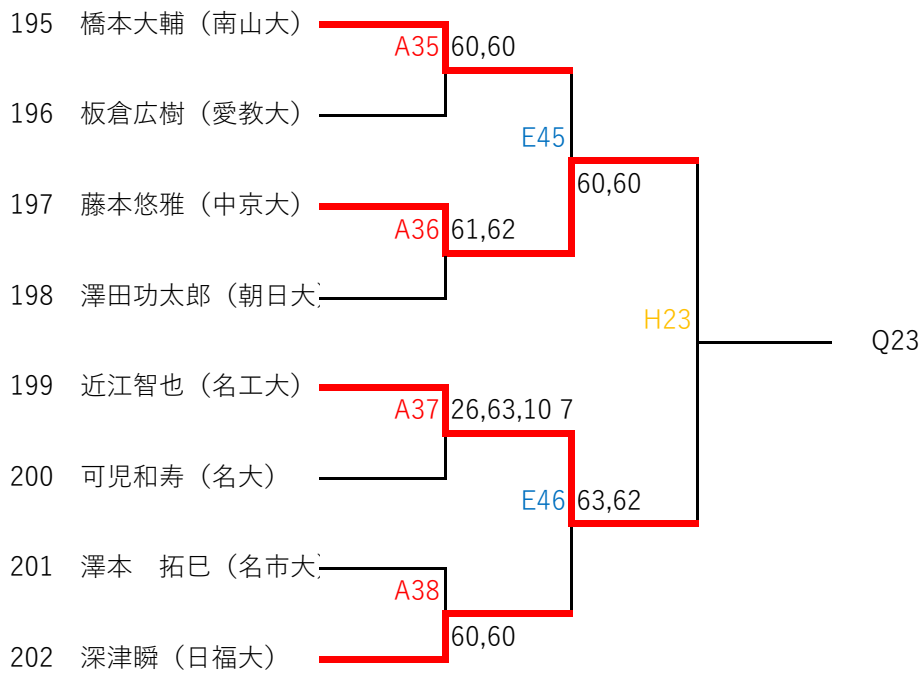 195 橋本大輔（南山大）
A35 60,60
196 板倉広樹（愛教大）
E45
60,60
197 藤本悠雅（中京大）
A36 61,62
198 澤田功太郎（朝日大）
H23
Q23
199 近江智也（名工大）
A37 26,63,10 7
200 可児和寿（名大）
E46 63,62
201 澤本　拓巳（名市大）
A38
60,60
202 深津瞬（日福大）